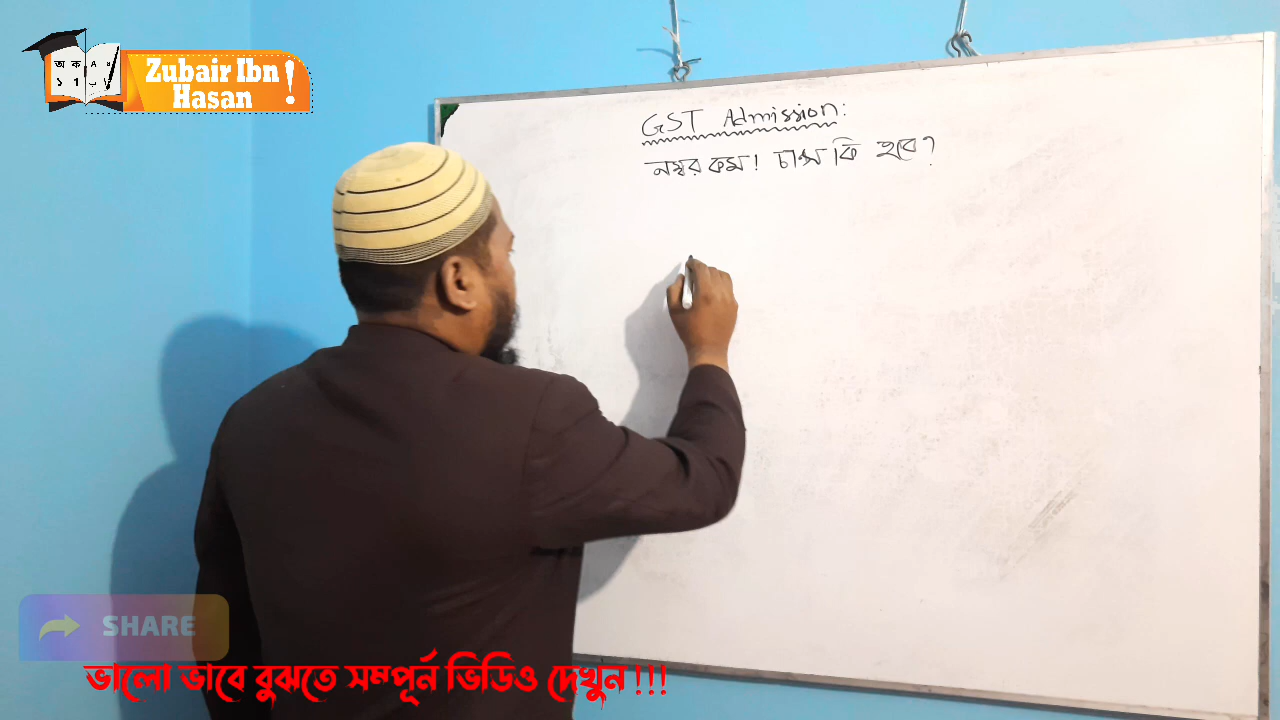 Zubair Ibn
Hasan !
GST Admission:
নম্বর কম! চান্স কি হবে?
SHARE
ভালো ভাবে বুঝতে সম্পূর্ন ভিডিও দেখুন !!!